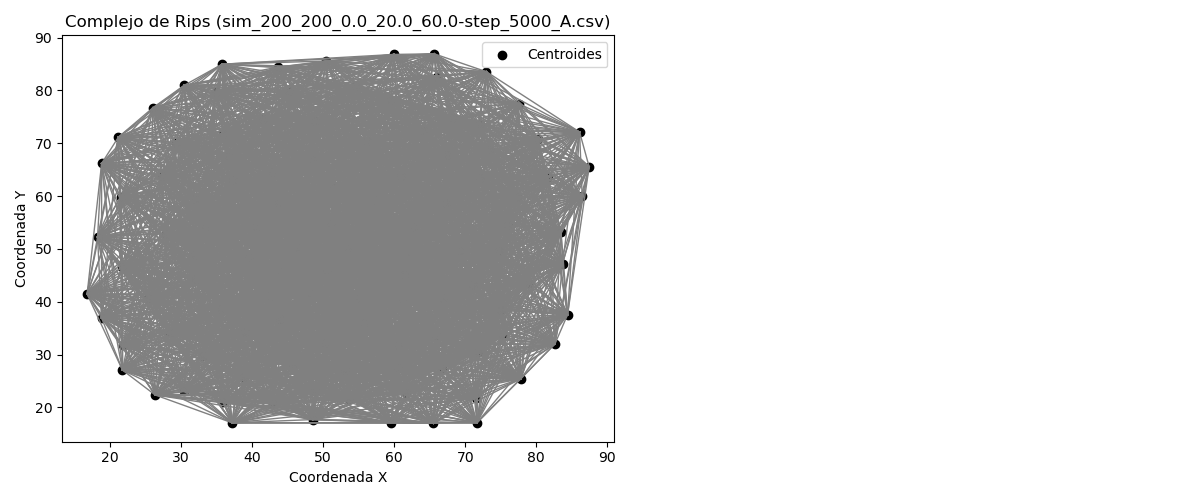 Complejo de Rips (sim_200_200_0.0_20.0_60.0-step_5000_A.csv)
Centroides
90
80
70
60
50
40
30
20
Coordenada Y
20 30 40 50 60 70 80 90
Coordenada X